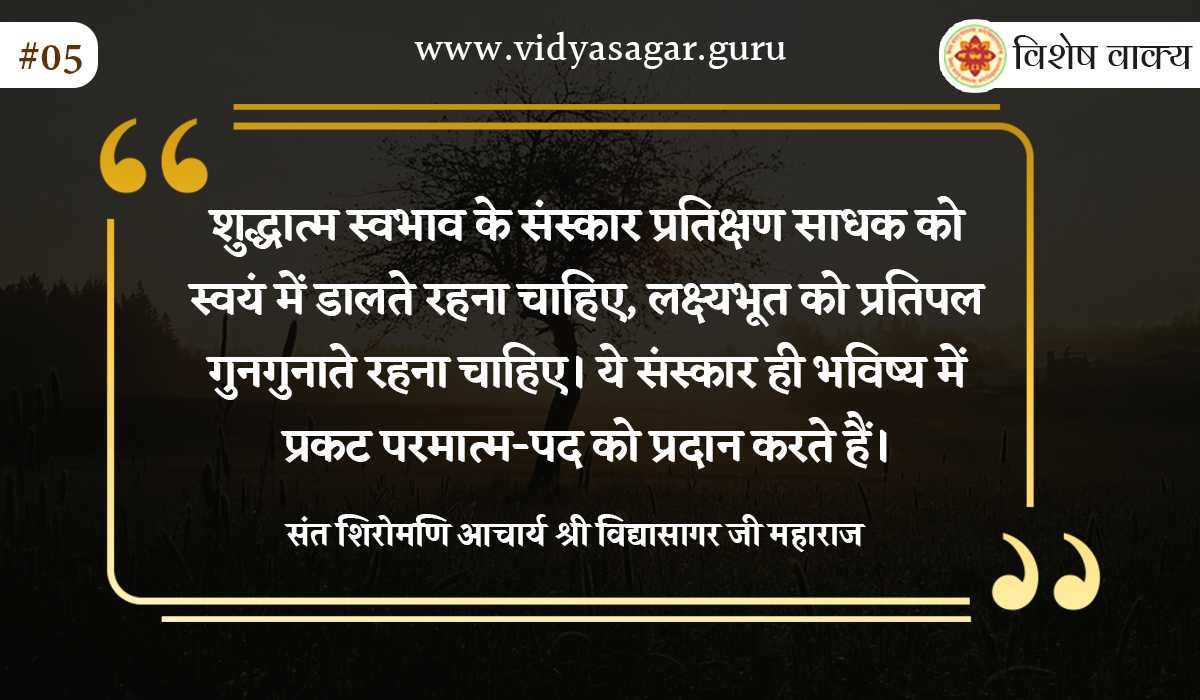 #05
www.vidyasagar.guru
विशेष वाक्य
शुद्धात्म स्वभाव के संस्कार प्रतिक्षण साधक को
स्वयं में डालते रहना चाहिए, लक्ष्यभूत को प्रतिपल
गुनगुनाते रहना चाहिए। ये संस्कार ही भविष्य में
प्रकट परमात्म-पद को प्रदान करते हैं।
संत शिरोमणि आचार्य श्री विद्यासागर जी महाराज